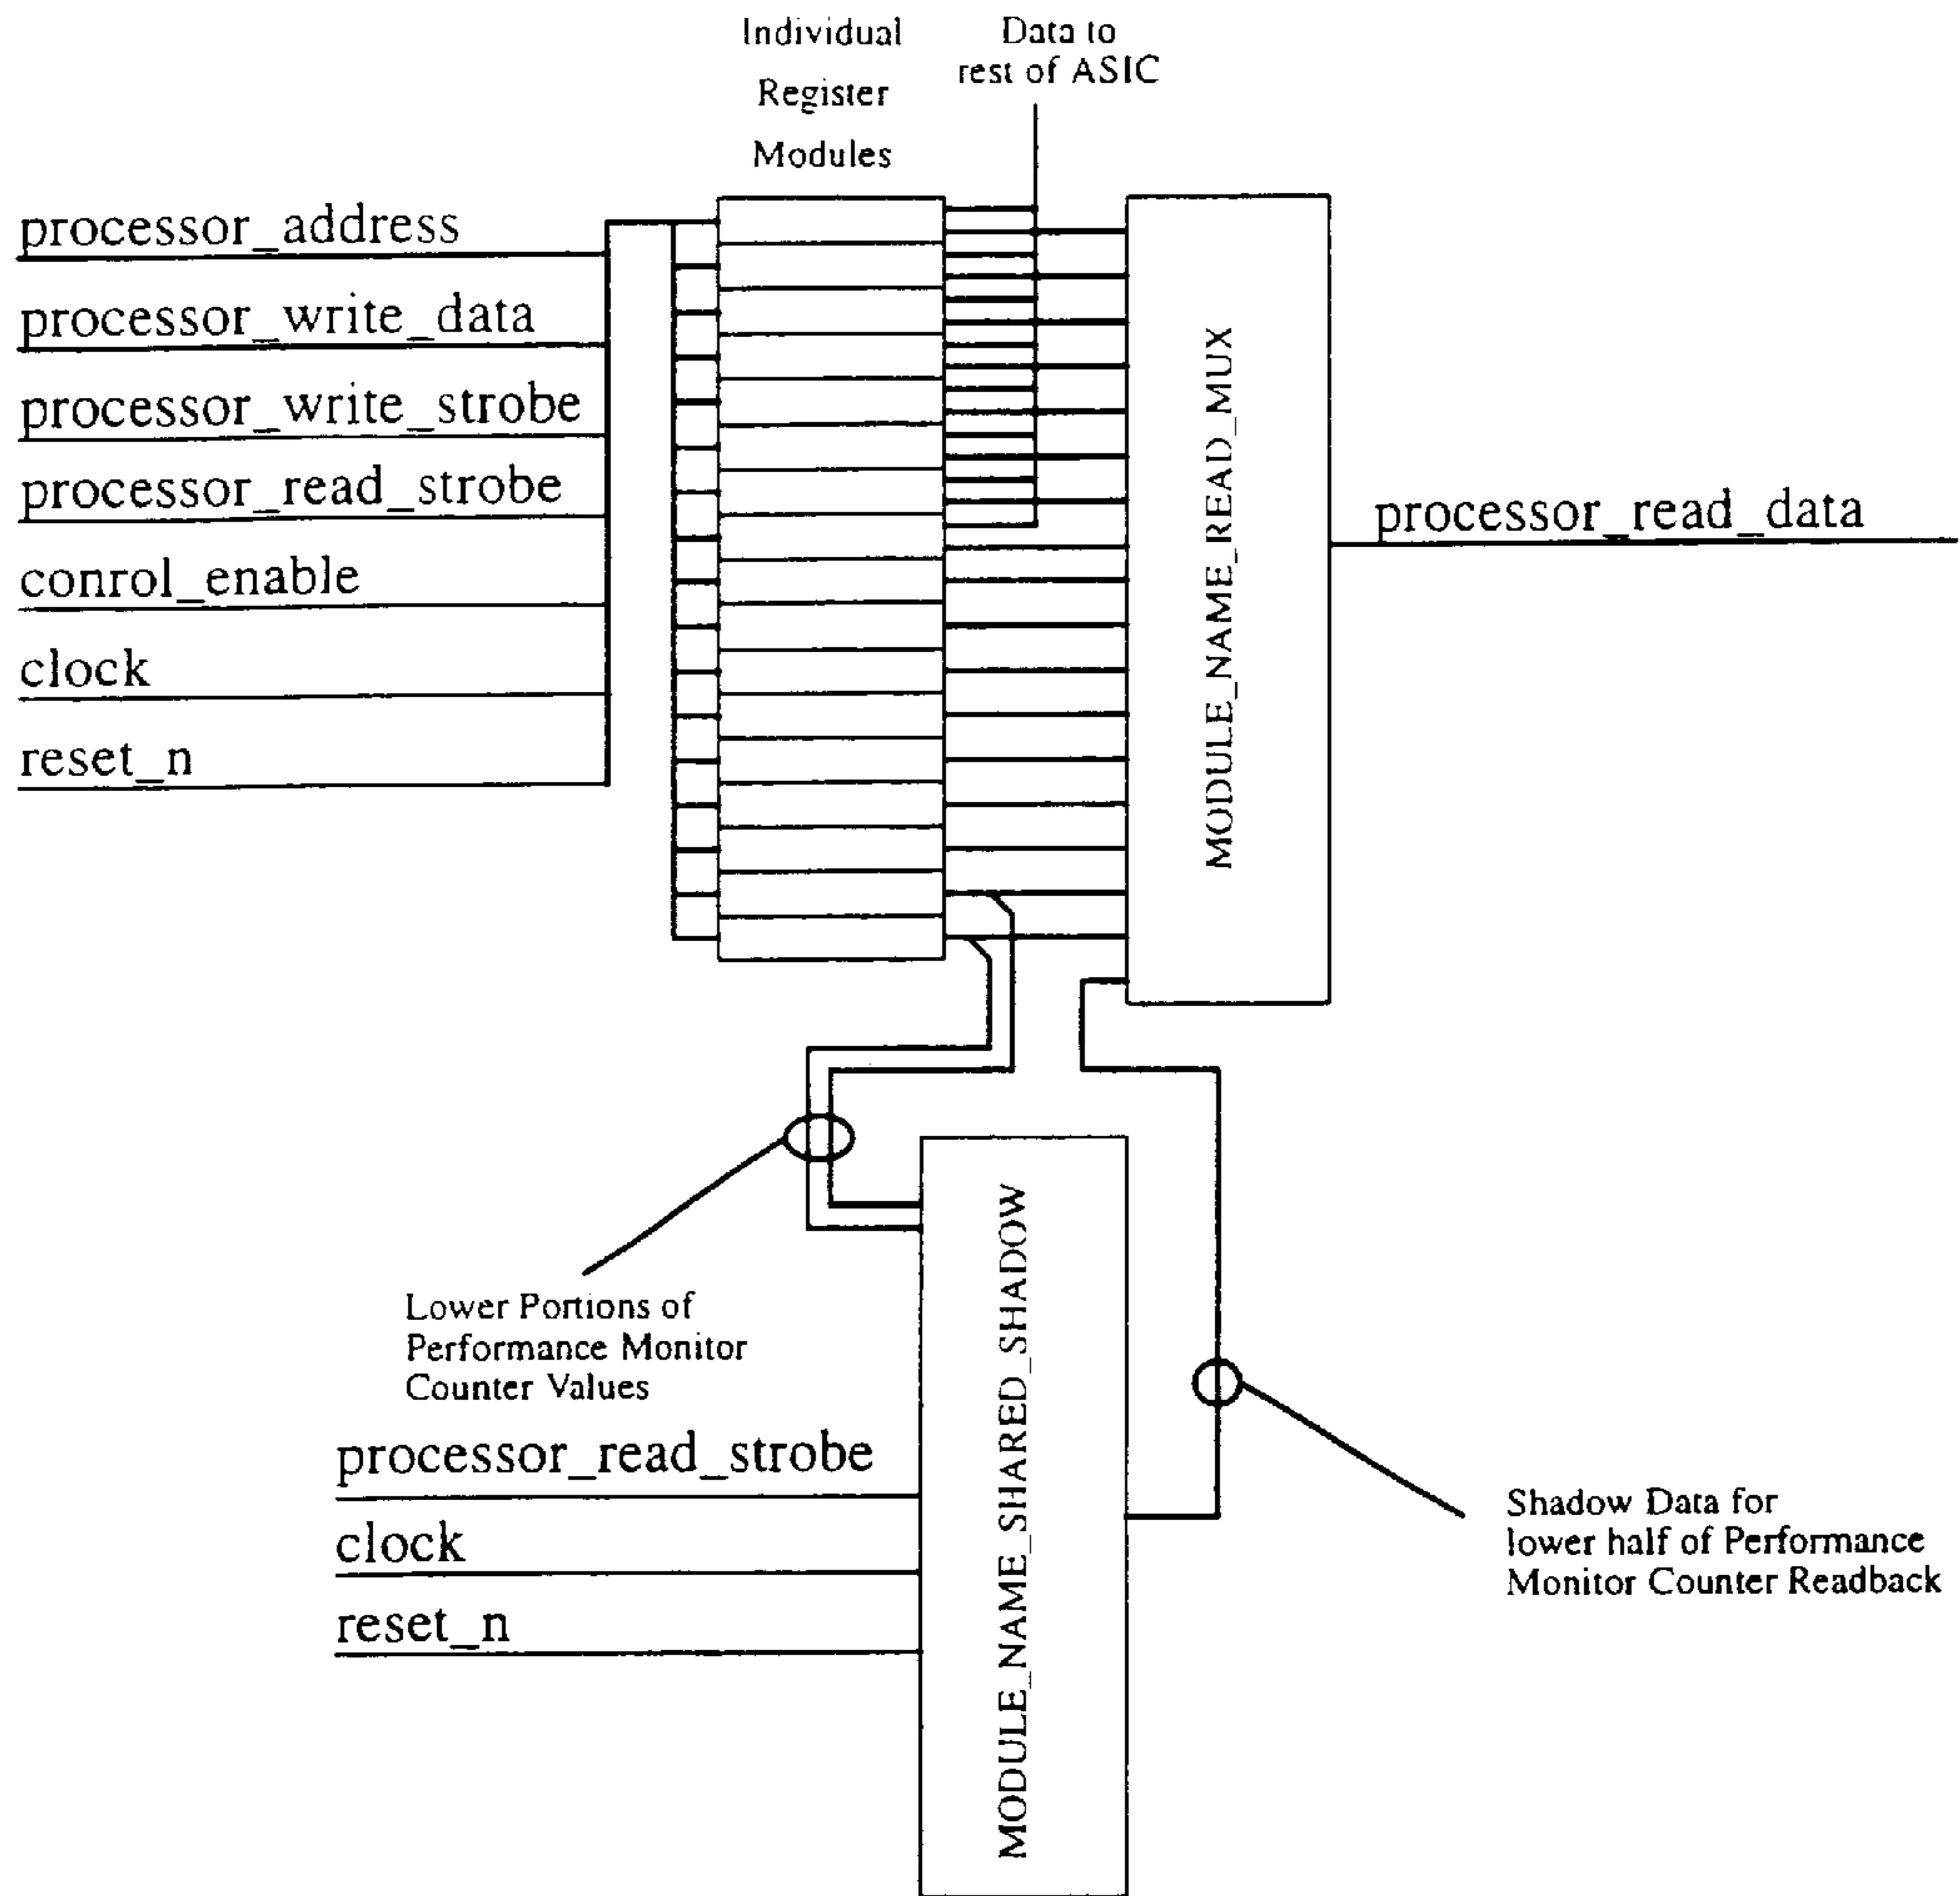 Individual
Register
Modules
Data to
rest of ASIC
processor_address
processor_write_data
processor_write_strobe
processor_read_strobe
conrol_enable
clock
reset_n
MODULE_NAME_READ_MUX
processor_read_data
Lower Portions of
Performance Monitor
Counter Values
processor_read_strobe
clock
reset_n
MODULE_NAME_SHARED_SHADOW
Shadow Data for
lower half of Performance
Monitor Counter Readback